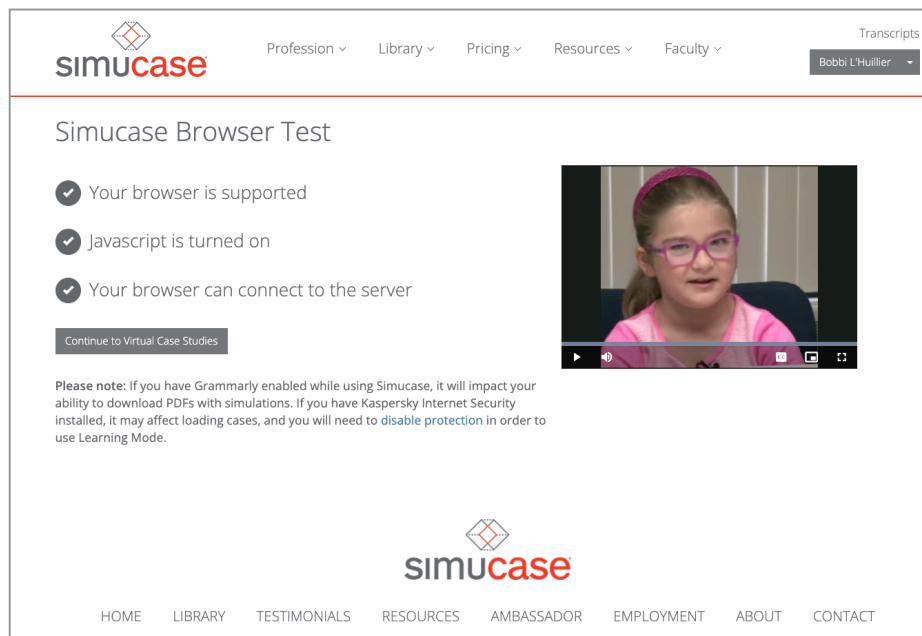 simucase
Profession
Library
Pricing
Resources
Faculty
Transcripts
Bobbi L'Huillier
Simucase Browser Test
Your browser is supported
Javascript is turned on
Your browser can connect to the server
Continue to Virtual Case Studies
CC
Please note: If you have Grammarly enabled while using Simucase, it will impact your
ability to download PDFs with simulations. If you have Kaspersky Internet Security
installed, it may affect loading cases, and you will need to disable protection in order to
use Learning Mode.
simucase
HOME
LIBRARY
TESTIMONIALS
RESOURCES
AMBASSADOR
EMPLOYMENT
ABOUT
CONTACT